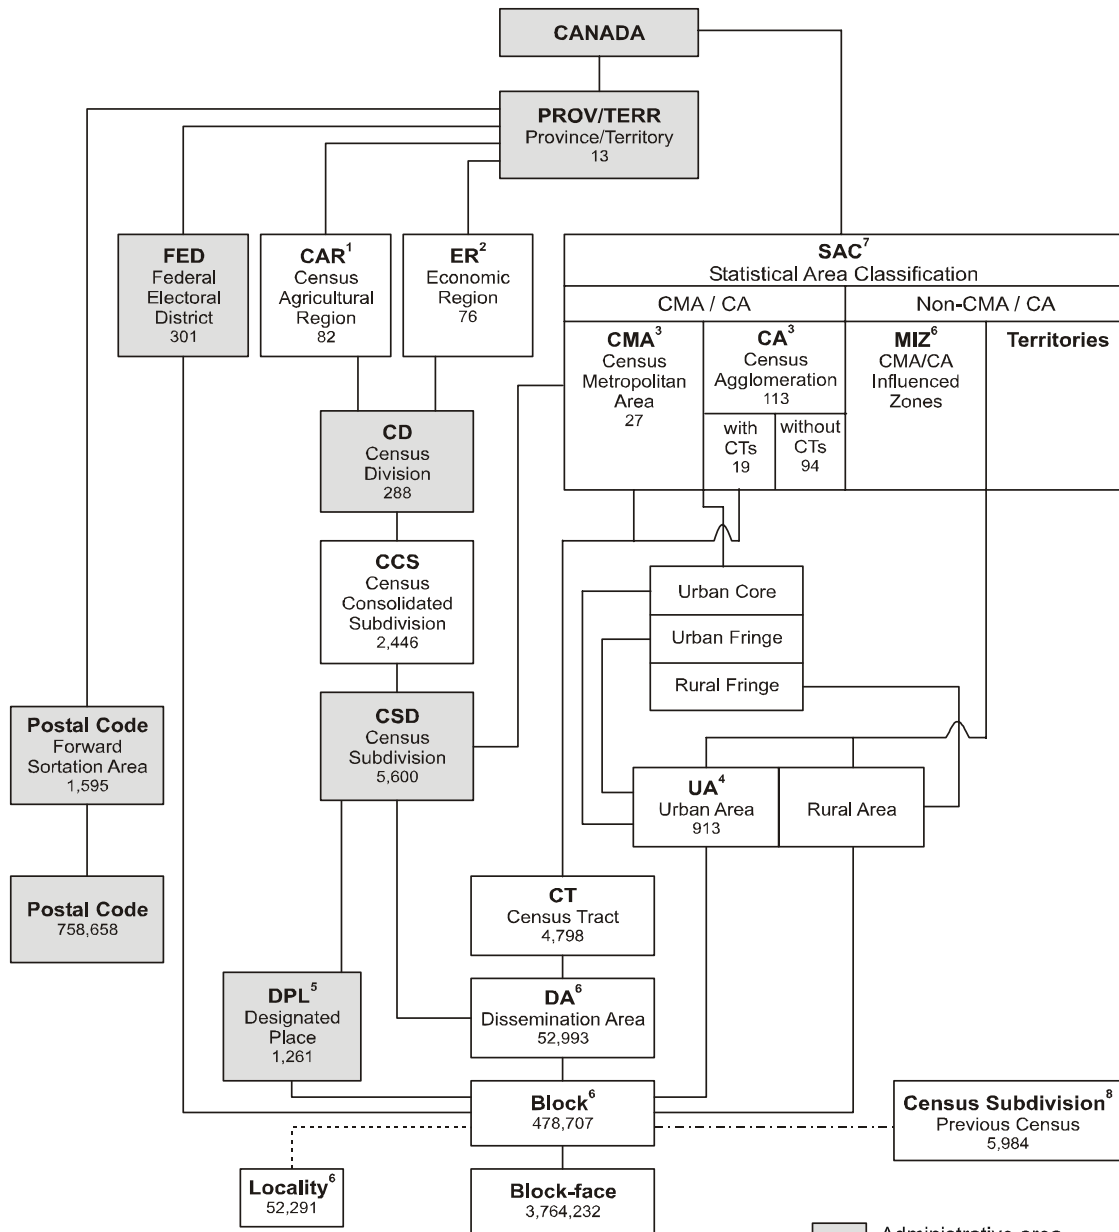 CANADA
PROV/TERR
Province/Territory
13
FED
Federal
Electoral
District
301
CAR1
Census
Agricultural
Region
82
ER2
Economic
Region
76
SAC7
Statistical Area Classification
CMA / CA
Non-CMA / CA
CMA3
Census
Metropolitan
Area
27
CA3
Census
Agglomeration
113
with
CTs
19
without
CTs
94
MIZ6
CMA/CA
Influenced
Zones
Territories
CD
Census
Division
288
CCS
Census
Consolidated
Subdivision
2,446
Urban Core
Urban Fringe
Rural Fringe
Postal Code
Forward
Sortation Area
1,595
CSD
Census
Subdivision
5,600
UA4
Urban Area
913
Rural Area
Postal Code
758,658
CT
Census Tract
4,798
DPL5
Designated
Place
1,261
DA6
Dissemination Area
52,993
Block6
478,707
Census Subdivision8
Previous Census
5,984
Locality6
52,291
Block-face
3,764,232
Administrative area